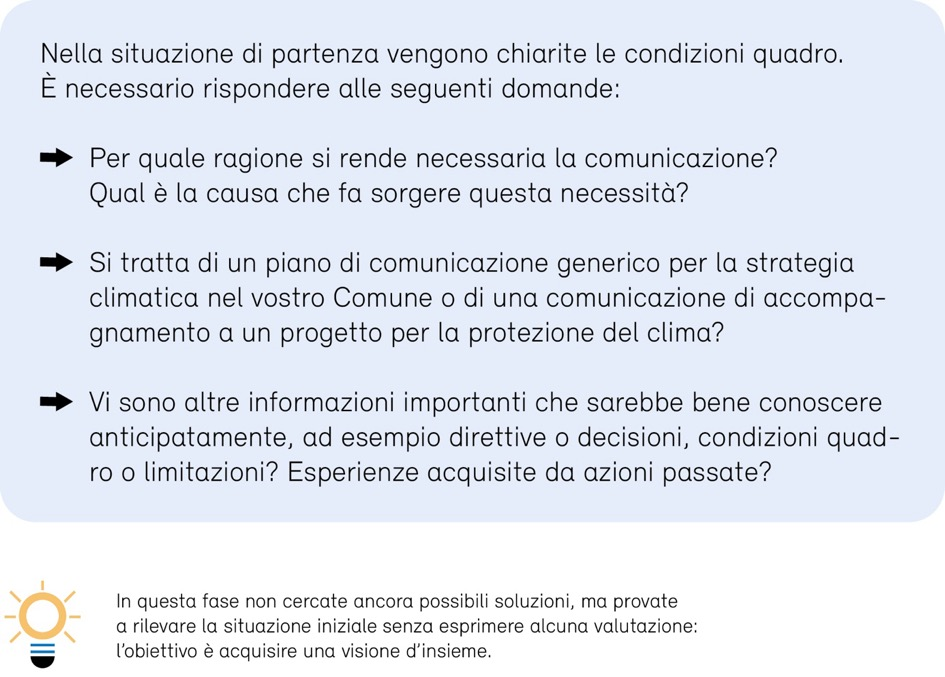 Nella situazione di partenza vengono chiarite le condizioni quadro.
È necessario rispondere alle seguenti domande:
Per quale ragione si rende necessaria la comunicazione?
Qual è la causa che fa sorgere questa necessità?
Si tratta di un piano di comunicazione generico per la strategia
climatica nel vostro Comune o di una comunicazione di accompa-
gnamento a un progetto per la protezione del clima?
Vi sono altre informazioni importanti che sarebbe bene conoscere
anticipatamente, ad esempio direttive o decisioni, condizioni quad-
ro o limitazioni? Esperienze acquisite da azioni passate?
In questa fase non cercate ancora possibili soluzioni, ma provate
a rilevare la situazione iniziale senza esprimere alcuna valutazione:
l’obiettivo è acquisire una visione d’insieme.